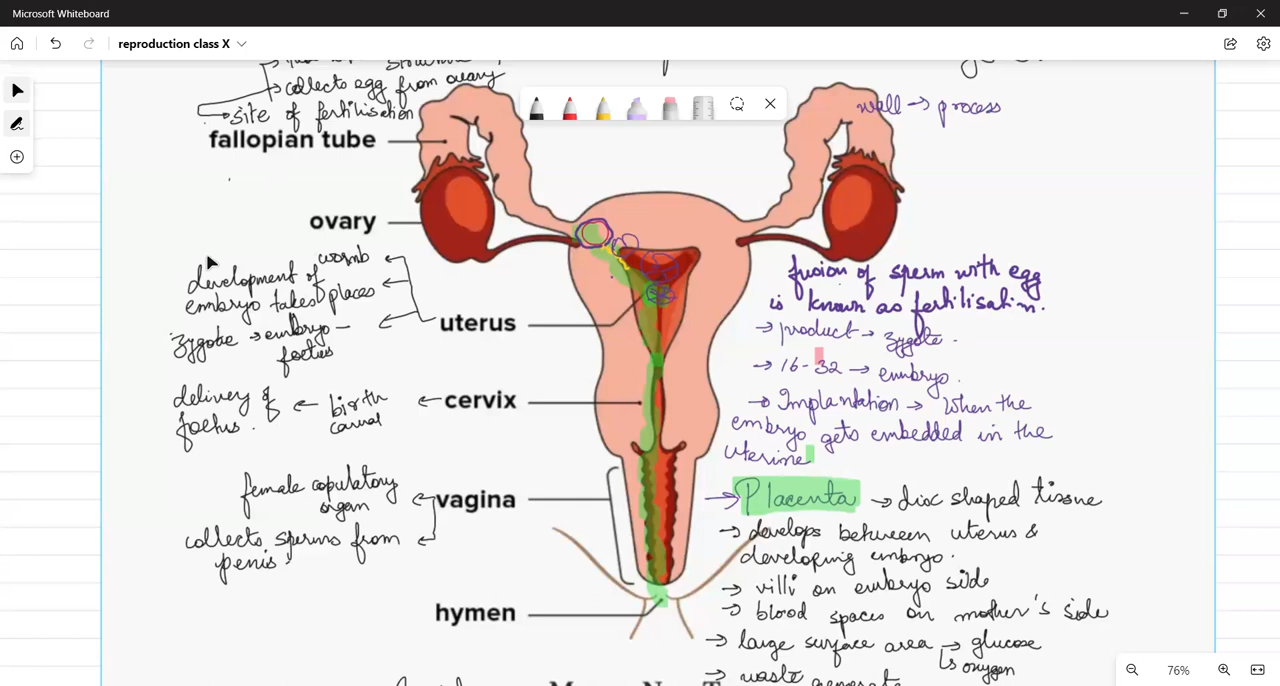 Microsoft Whiteboard
reproduction class X
→ collects egg from ovary
→ site of fertilisation
wall → process
fallopian tube
ovary
womb
development of
embryo takes places
zygote → embryo –
foetus
uterus
fusion of sperm with egg
is known as fertilisation.
→ product → zygote.
→ 16-32 → embryo.
→ Implantation → When the
embryo gets embedded in the
uterine
delivery of
foetus. ← birth
canal
← cervix
female copulatory
organ
collects sperms from
penis.
vagina
→ Placenta → disc shaped tissue
→ develops between uterus &
developing embryo.
→ villi on embryo side
→ blood spaces on mother's side
→ large surface area → glucose
↳ oxygen
→ waste
hymen
76%